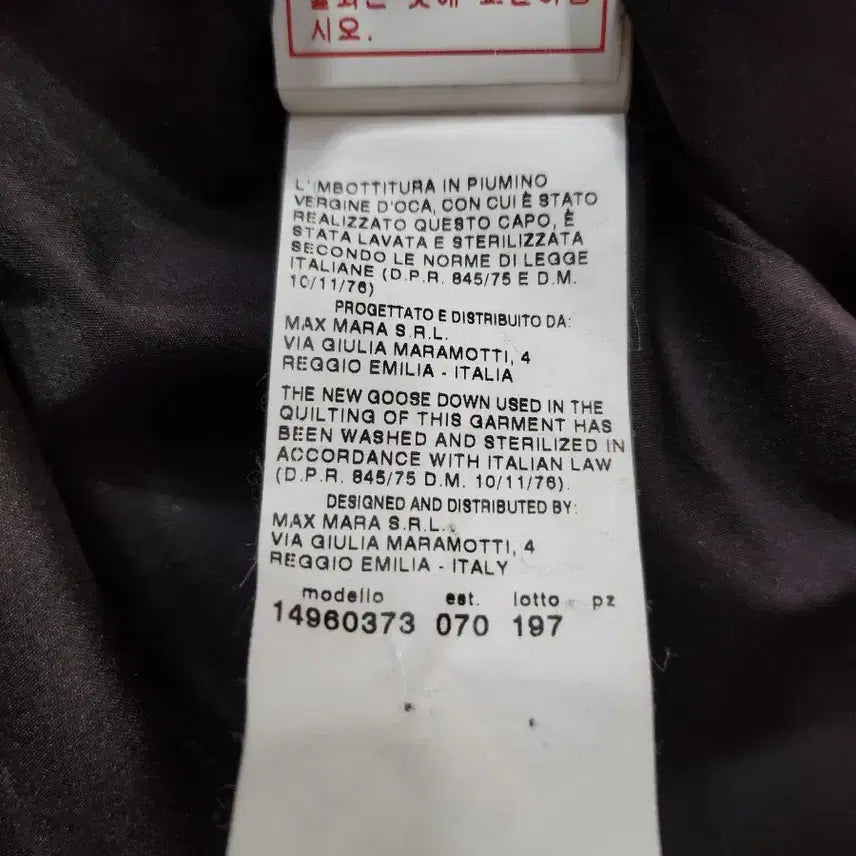 시오.
L'IMBOTTITURA IN PIUMINO
VERGINE D'OCA, CON CUI È STATO
REALIZZATO QUESTO CAPO, È
STATA LAVATA E STERILIZZATA
SECONDO LE NORME DI LEGGE
ITALIANE (D.P.R. 845/75 E D.M.
10/11/76)
PROGETTATO E DISTRIBUITO DA:
MAX MARA S.R.L.
VIA GIULIA MARAMOTTI, 4
REGGIO EMILIA - ITALIA
THE NEW GOOSE DOWN USED IN THE
QUILTING OF THIS GARMENT HAS
BEEN WASHED AND STERILIZED IN
ACCORDANCE WITH ITALIAN LAW
(D.P.R. 845/75 D.M. 10/11/76).
DESIGNED AND DISTRIBUTED BY:
MAX MARA S.R.L.
VIA GIULIA MARAMOTTI, 4
REGGIO EMILIA - ITALY
modello est. lotto pz
14960373 070 197